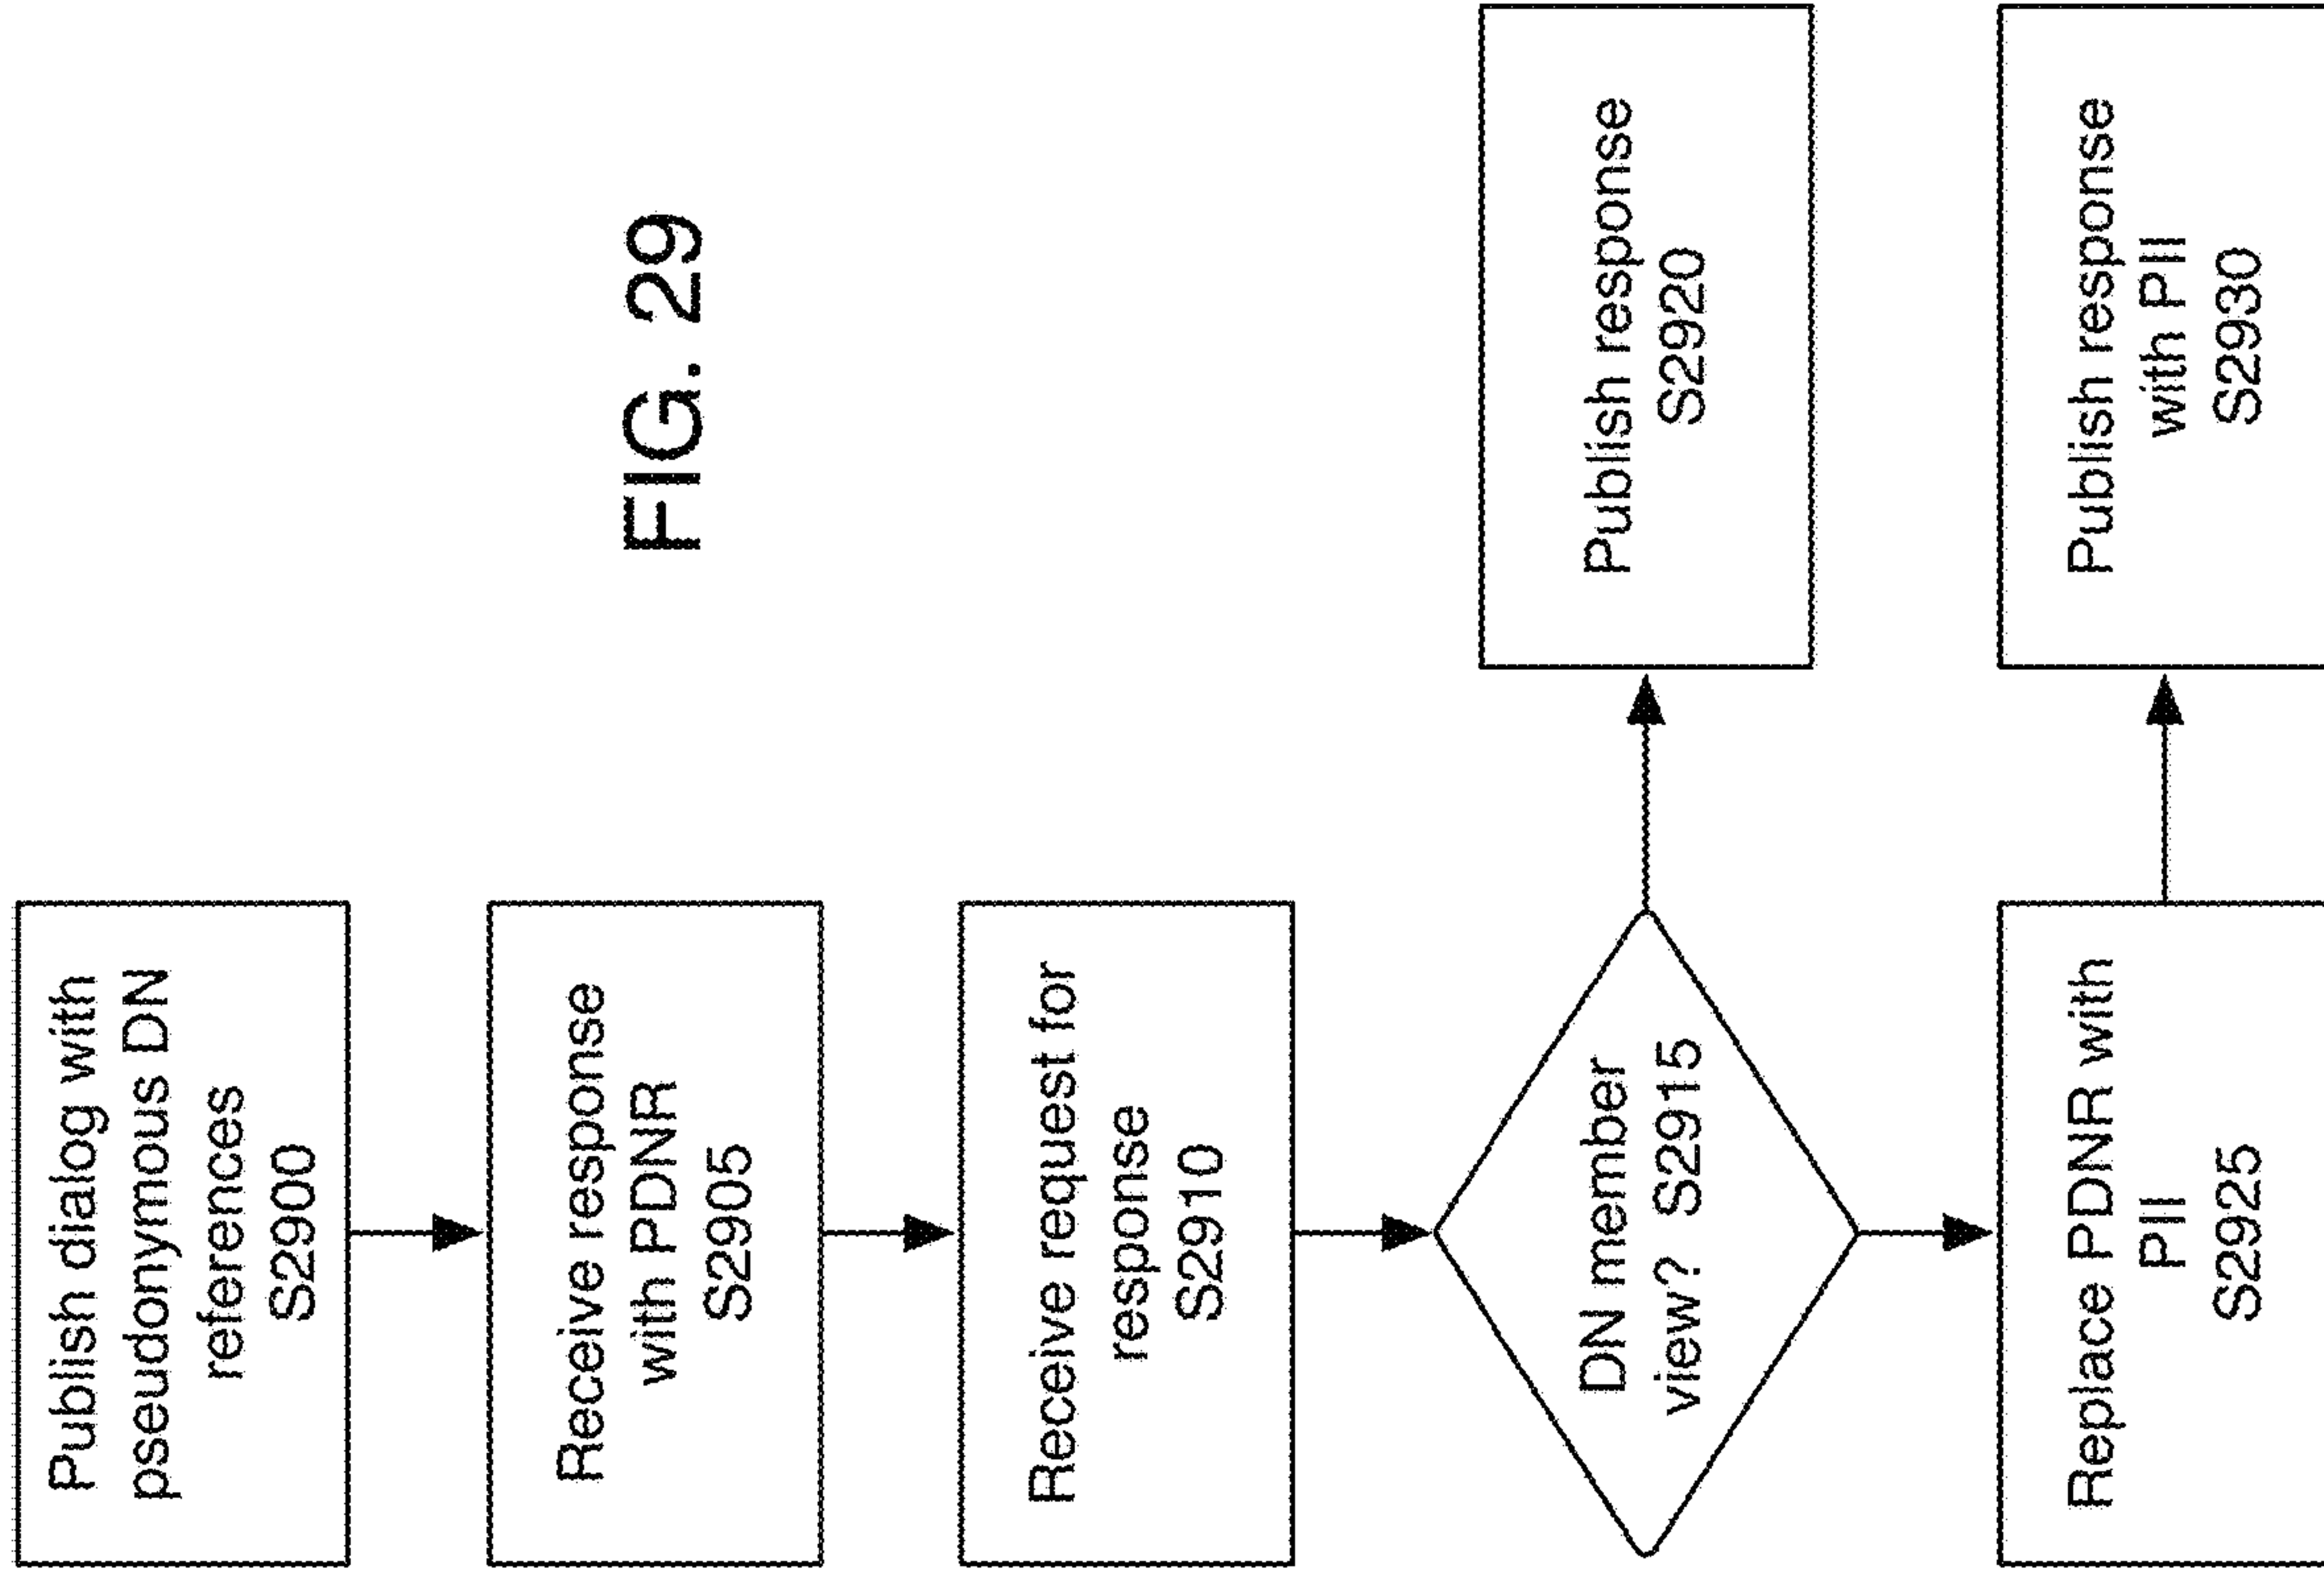 Publish dialog with
pseudonymous DN
references
S2900
Receive response
with PDNR
S2905
Receive request for
response
S2910
DN member
view? S2915
Replace PDNR with
PII
S2925
FIG. 29
Publish response
S2920
Publish response
with PII
S2930